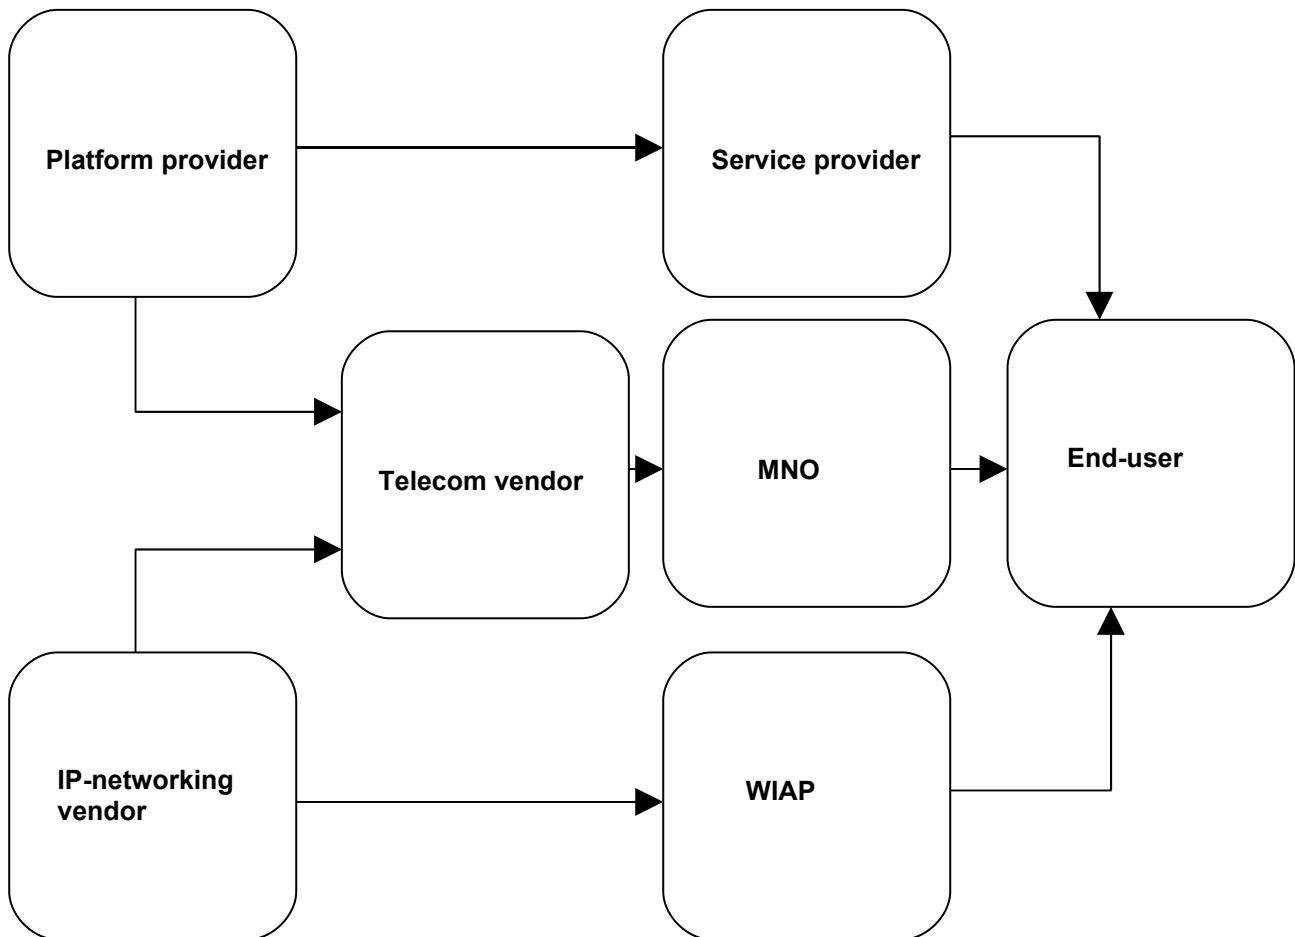 Platform provider
Service provider
Telecom vendor
MNO
End-user
IP-networking
vendor
WIAP